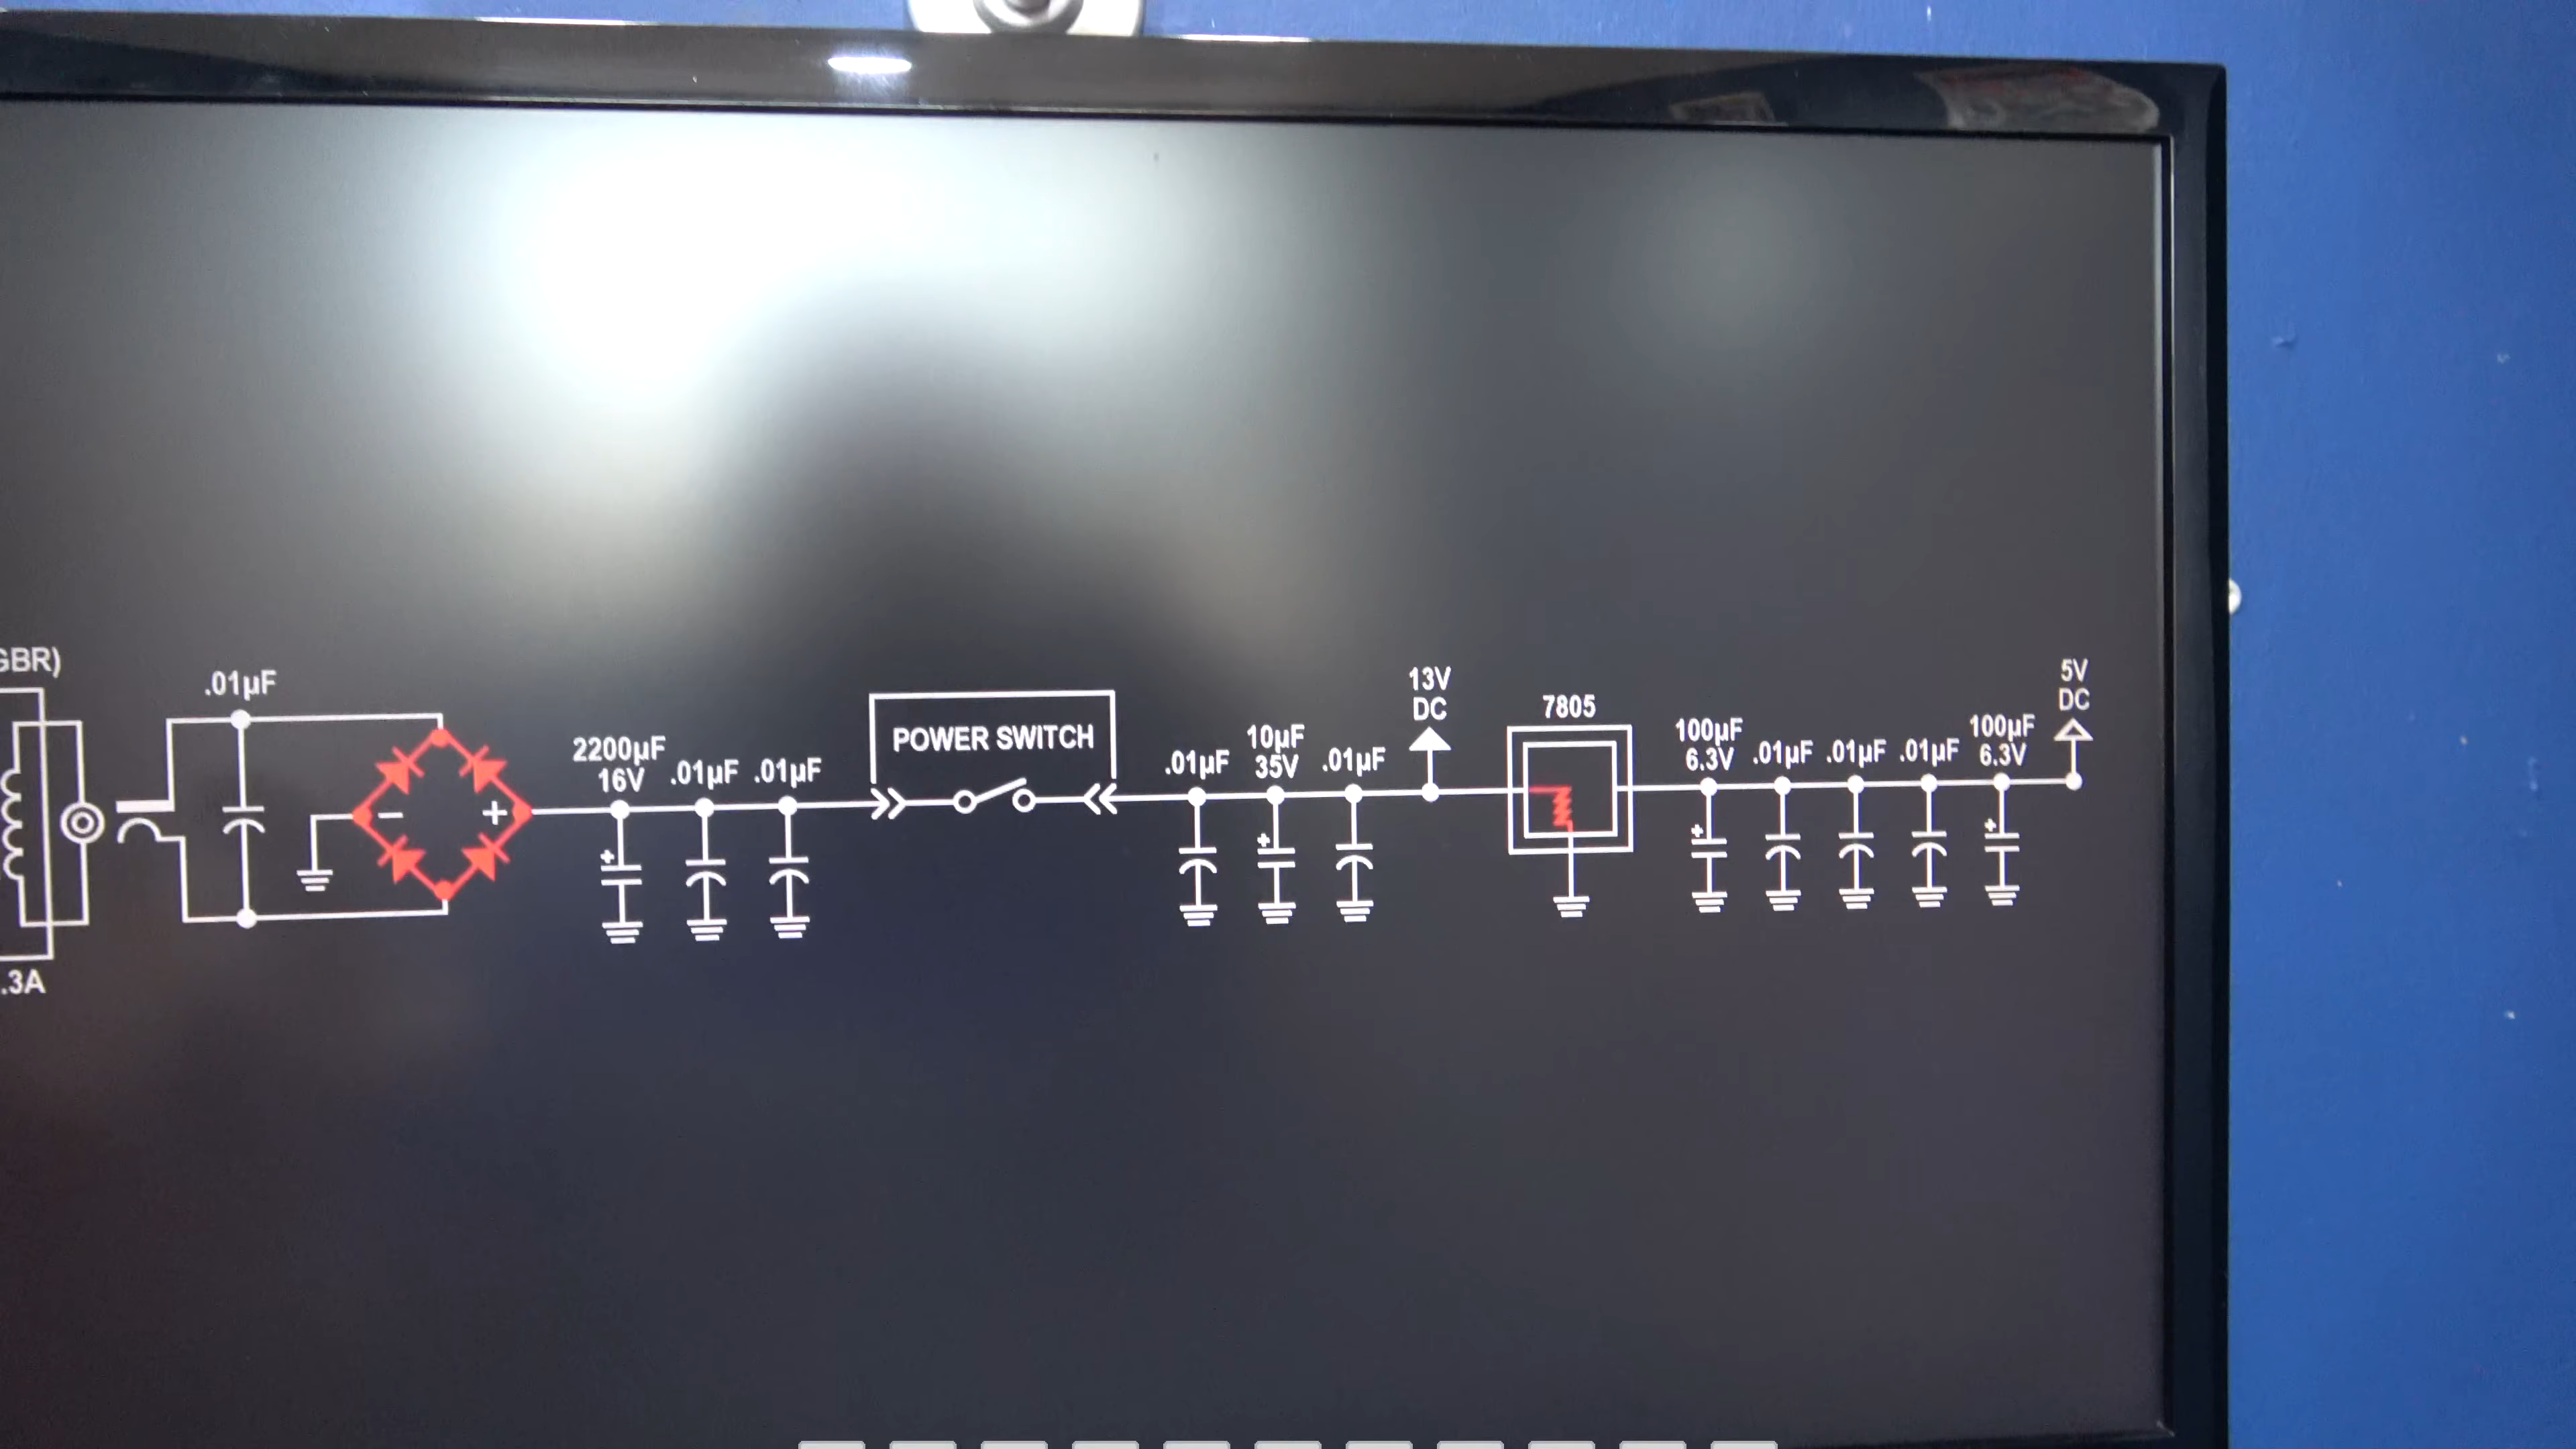 GBR)
.3A
.01µF
- +
2200µF
16V
.01µF
.01µF
POWER SWITCH
.01µF
10µF
35V
.01µF
13V
DC
7805
100µF
6.3V
.01µF
.01µF
.01µF
100µF
6.3V
5V
DC